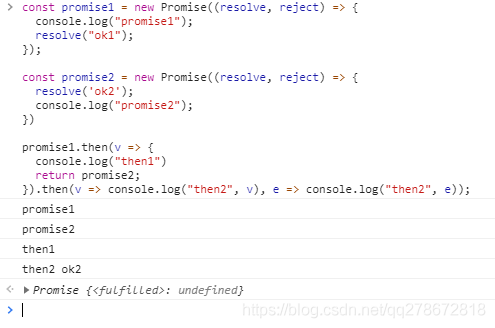 const promise1 = new Promise((resolve, reject) => {
console.log("promise1");
resolve("ok1");
});
const promise2 = new Promise((resolve, reject) => {
resolve('ok2');
console.log("promise2");
})
promise1.then(v => {
console.log("then1")
return promise2;
}).then(v => console.log("then2", v), e => console.log("then2", e));
promise1
promise2
then1
then2 ok2
Promise {<fulfilled>: undefined}
https://blog.csdn.net/qq278672818